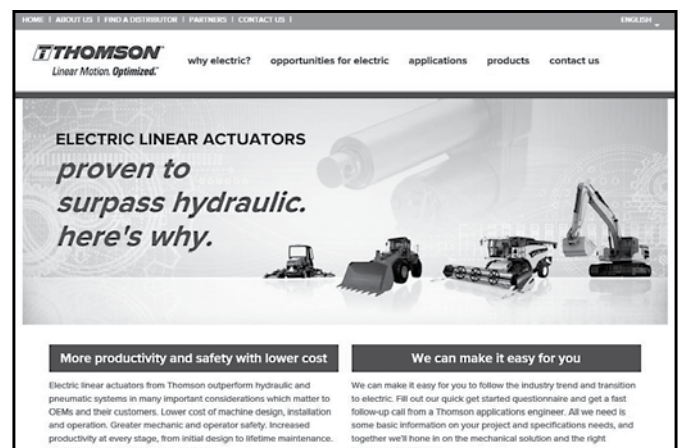 HOME | ABOUT US | FIND A DISTRIBUTOR | PARTNERS | CONTACT US |
ENGLISH
THOMSON
Linear Motion. Optimized.™
why electric? opportunities for electric applications products contact us
ELECTRIC LINEAR ACTUATORS
proven to
surpass hydraulic.
here's why.
More productivity and safety with lower cost
Electric linear actuators from Thomson outperform hydraulic and
pneumatic systems in many important considerations which matter to
OEMs and their customers. Lower cost of machine design, installation
and operation. Greater mechanic and operator safety. Increased
productivity at every stage, from initial design to lifetime maintenance.
We can make it easy for you
We can make it easy for you to follow the industry trend and transition
to electric. Fill out our quick get started questionnaire and get a fast
follow-up call from a Thomson applications engineer. All we need is
some basic information on your project and specifications needs, and
together we'll hone in on the mechanical solution and the right